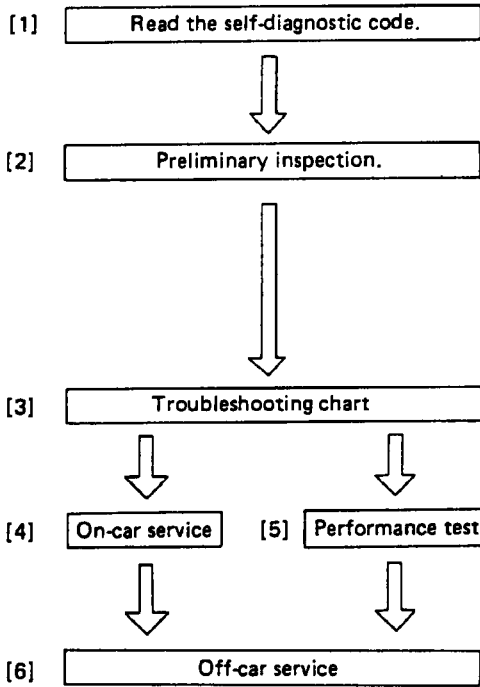 [1] Read the self-diagnostic code.
[2] Preliminary inspection.
[3] Troubleshooting chart
[4] On-car service [5] Performance test
[6] Off-car service